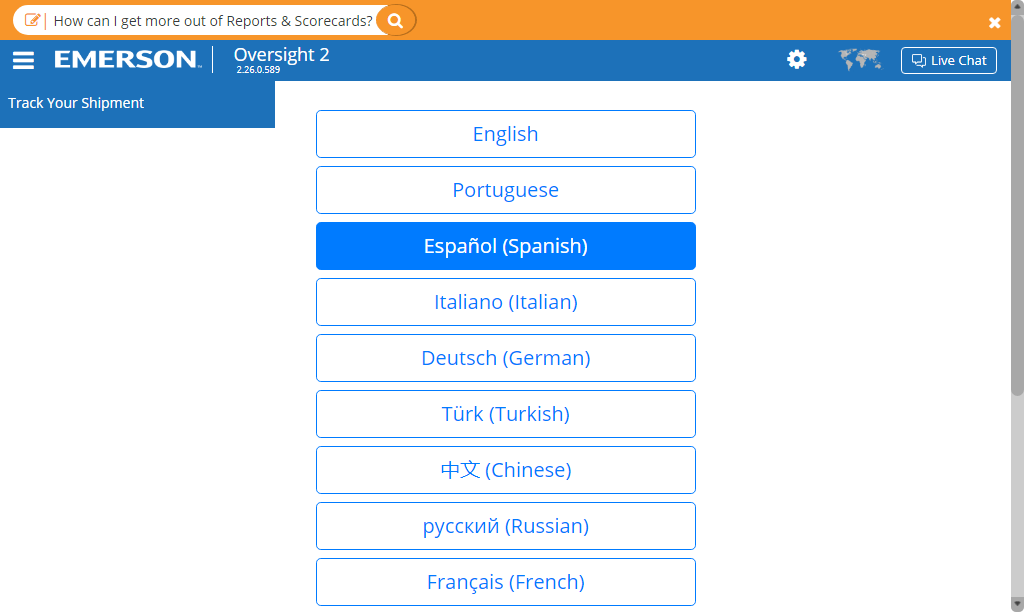 How can I get more out of Reports & Scorecards?
EMERSON™
Oversight 2
2.26.0.589
Live Chat
Track Your Shipment
English
Portuguese
Español (Spanish)
Italiano (Italian)
Deutsch (German)
Türk (Turkish)
中文 (Chinese)
русский (Russian)
Français (French)